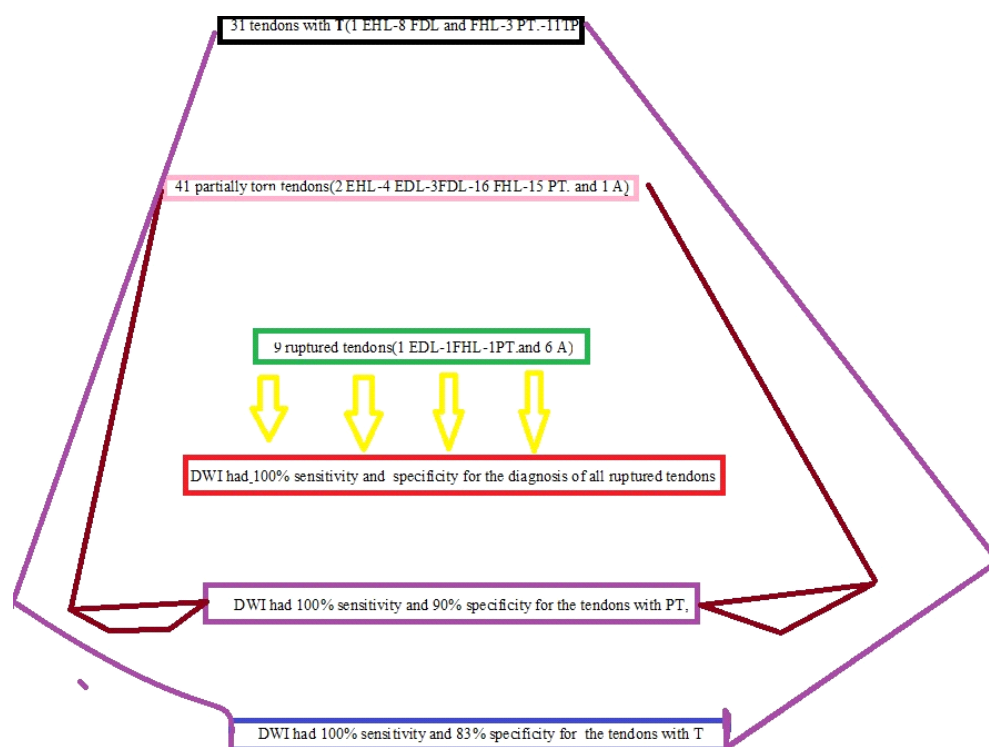 31 tendons with T(1 EHL-8 FDL and FHL-3 PT.-11TP
41 partially torn tendons(2 EHL-4 EDL-3FDL-16 FHL-15 PT. and 1 A)
9 ruptured tendons(1 EDL-1FHL-1PT.and 6 A)
DWI had 100% sensitivity and specificity for the diagnosis of all ruptured tendons
DWI had 100% sensitivity and 90% specificity for the tendons with PT,
DWI had 100% sensitivity and 83% specificity for the tendons with T